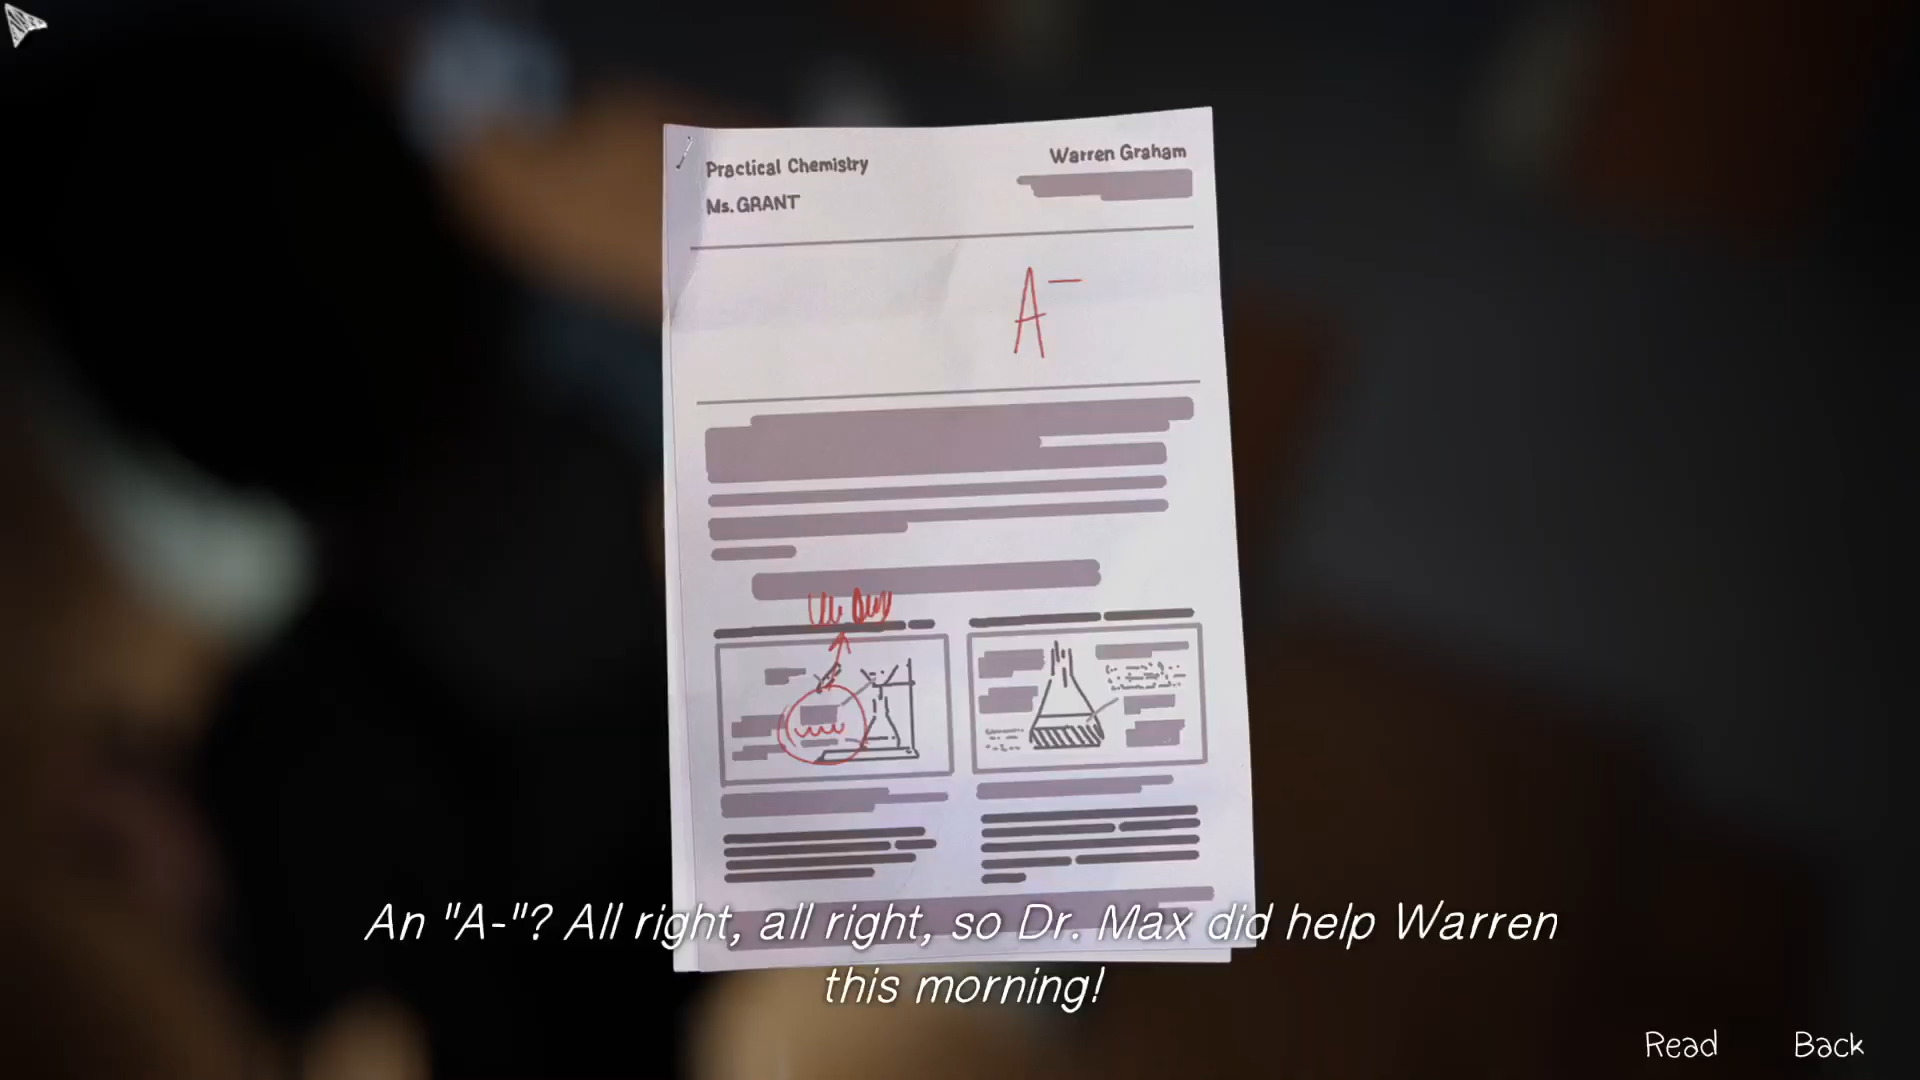 Practical Chemistry
Warren Graham
Ms. GRANT
A-
An "A-"? All right, all right, so Dr. Max did help Warren
this morning!
Read
Back